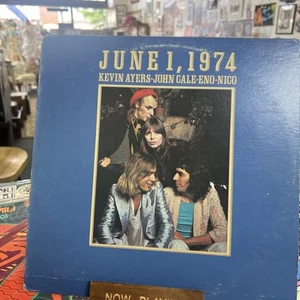 JUNE 1, 1974
KEVIN AYERS-JOHN CALE-ENO-NICO
NOW PLAY